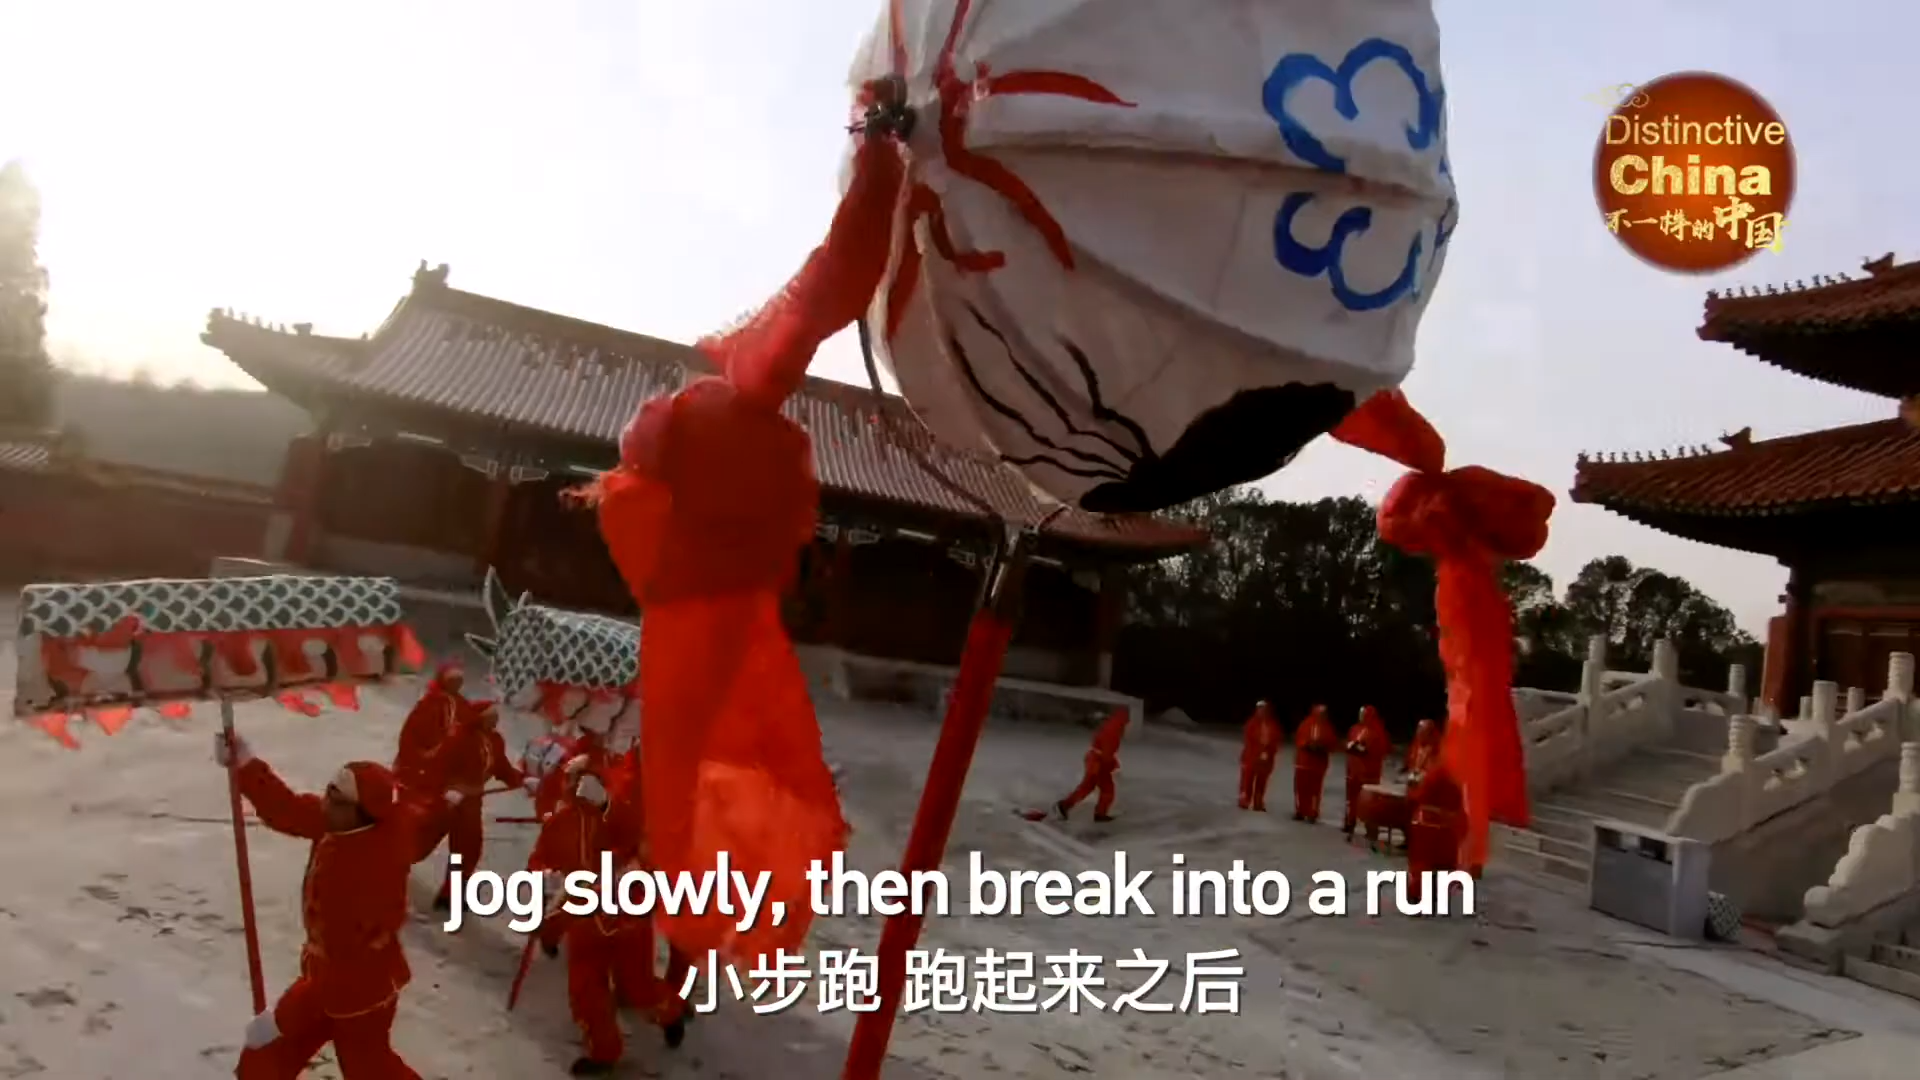 Distinctive
China
不一样的中国
jog slowly, then break into a run
小步跑 跑起来之后